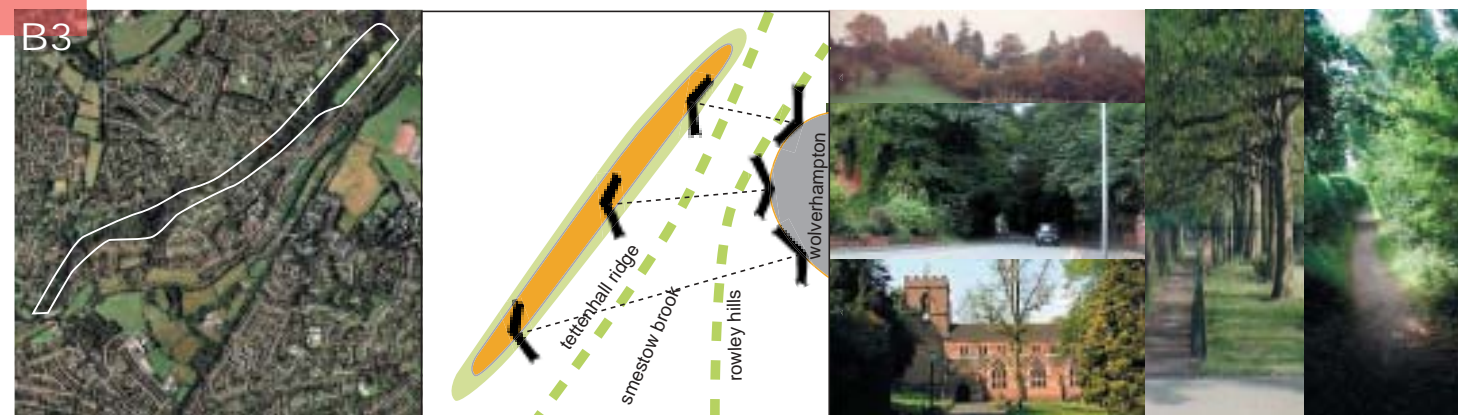 B3
tettenhall ridge
smestow brook
rowley hills
wolverhampton